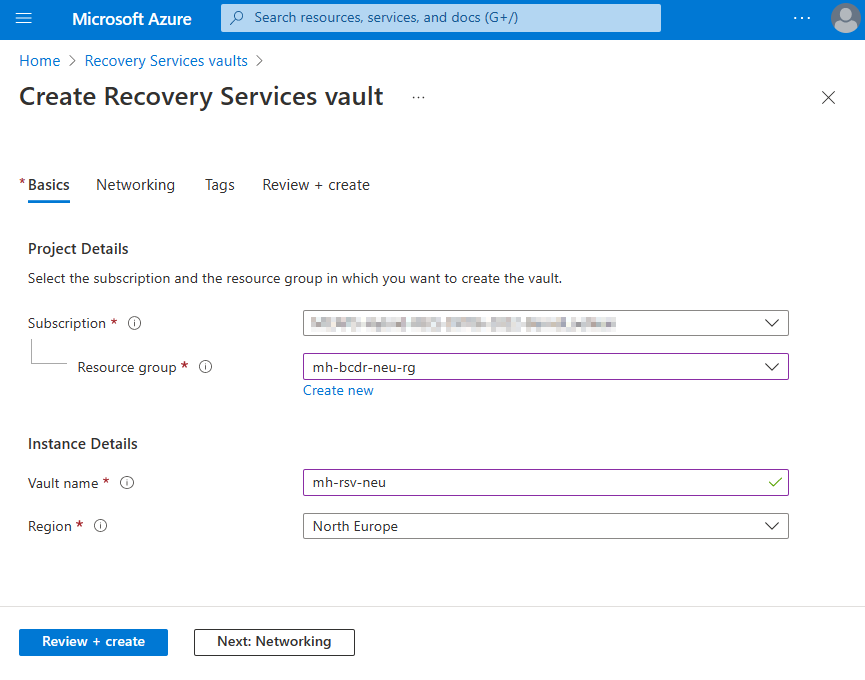 Microsoft Azure
Search resources, services, and docs (G+/)
...
Home > Recovery Services vaults >
Create Recovery Services vault ...
* Basics Networking Tags Review + create
Project Details
Select the subscription and the resource group in which you want to create the vault.
Subscription *
Resource group * mh-bcdr-neu-rg
Create new
Instance Details
Vault name * mh-rsv-neu
Region * North Europe
Review + create Next: Networking